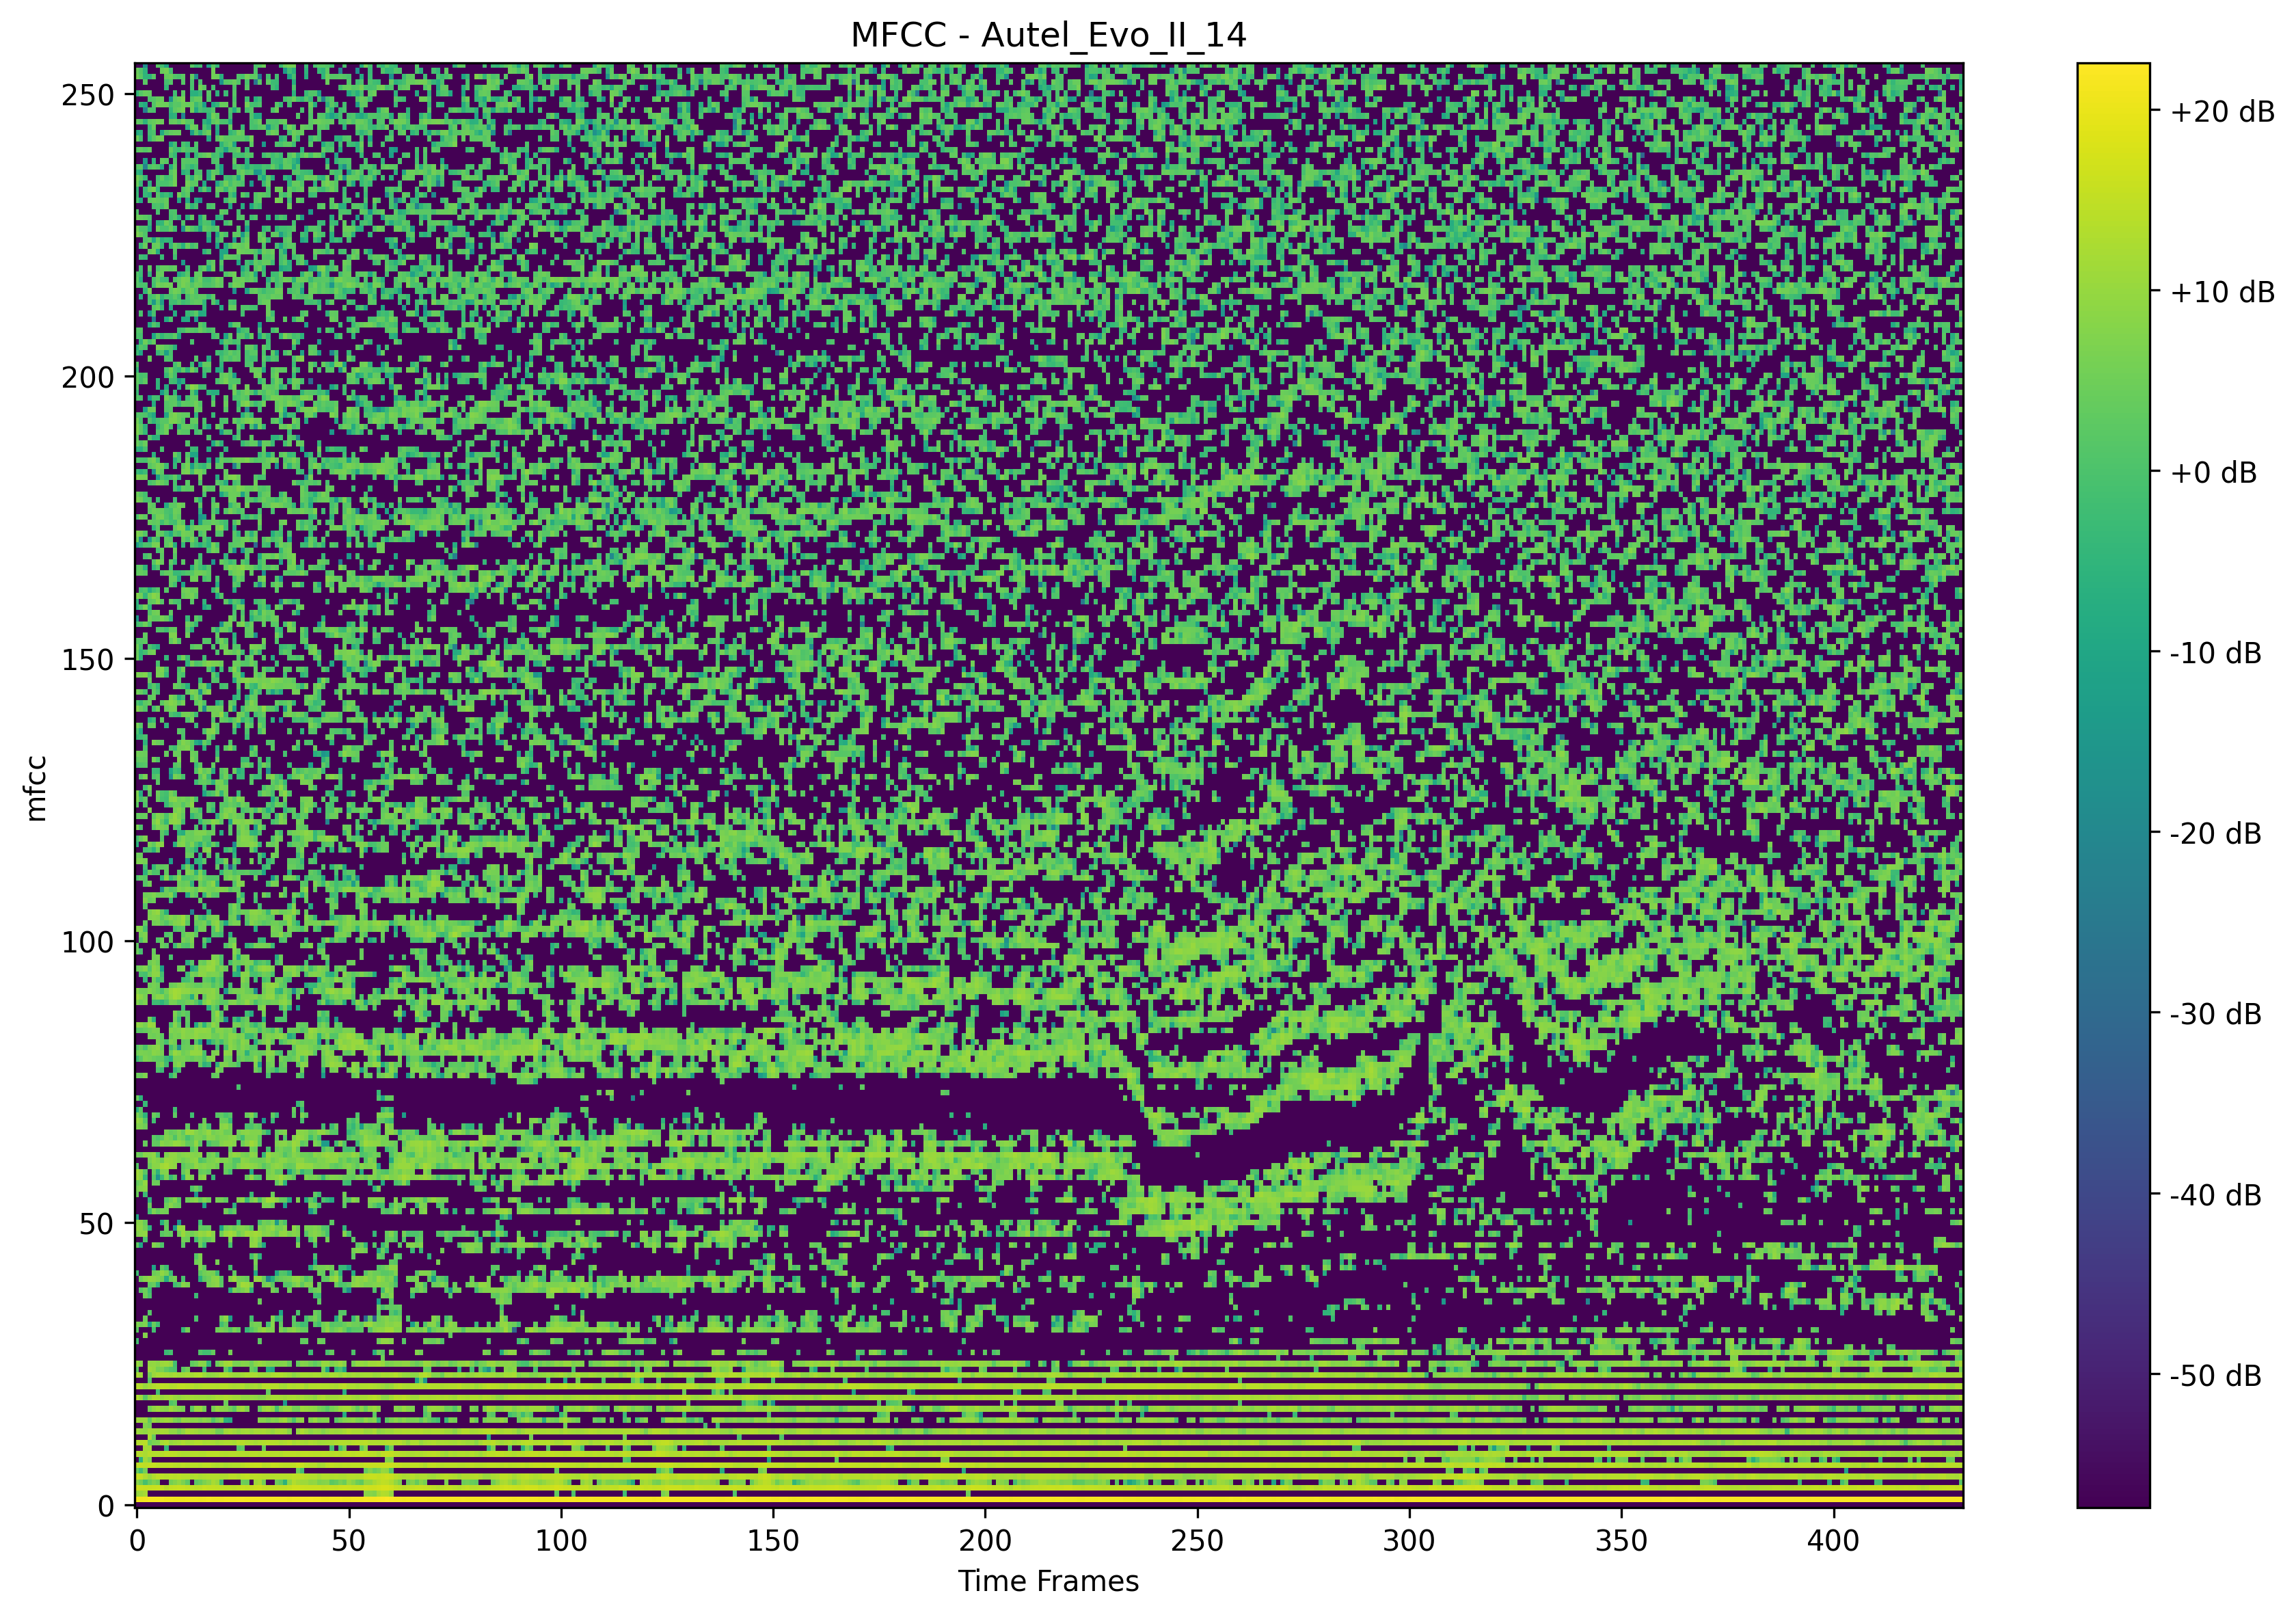 MFCC - Autel_Evo_II_14
mfcc
250
200
150
100
50
0
0 50 100 150 200 250 300 350 400
Time Frames
+20 dB
+10 dB
+0 dB
-10 dB
-20 dB
-30 dB
-40 dB
-50 dB